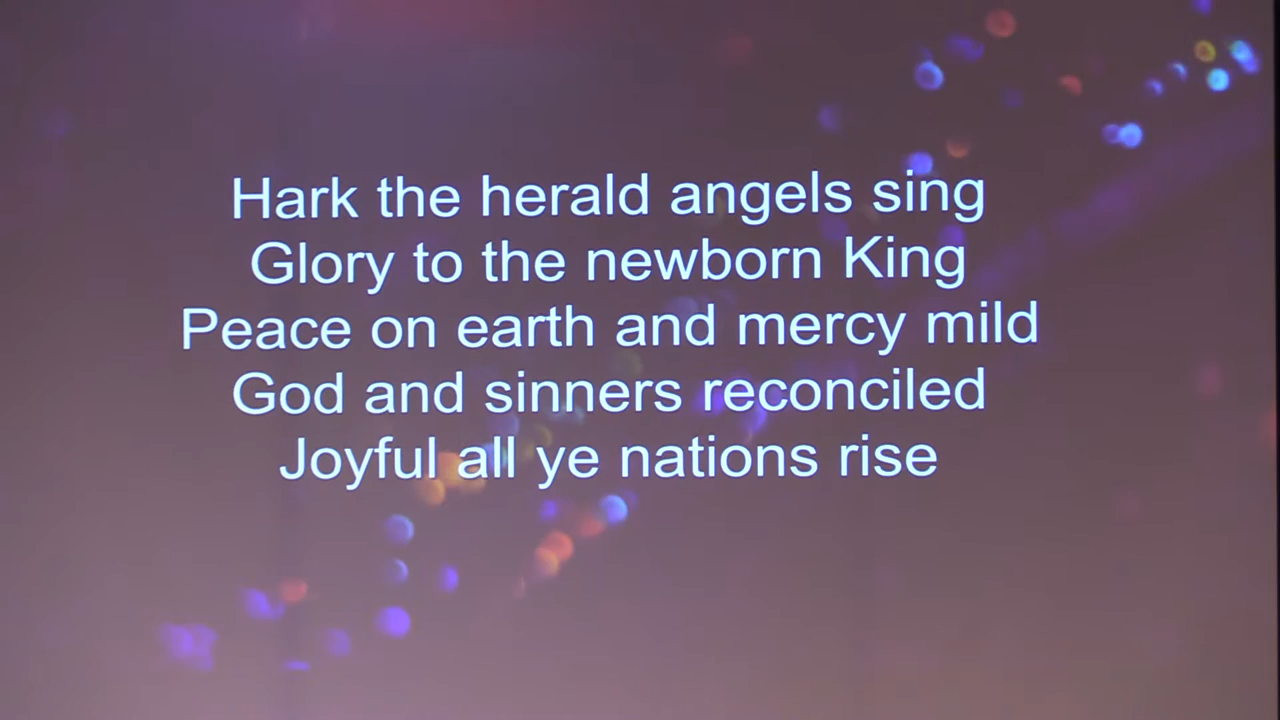 Hark the herald angels sing
Glory to the newborn King
Peace on earth and mercy mild
God and sinners reconciled
Joyful all ye nations rise